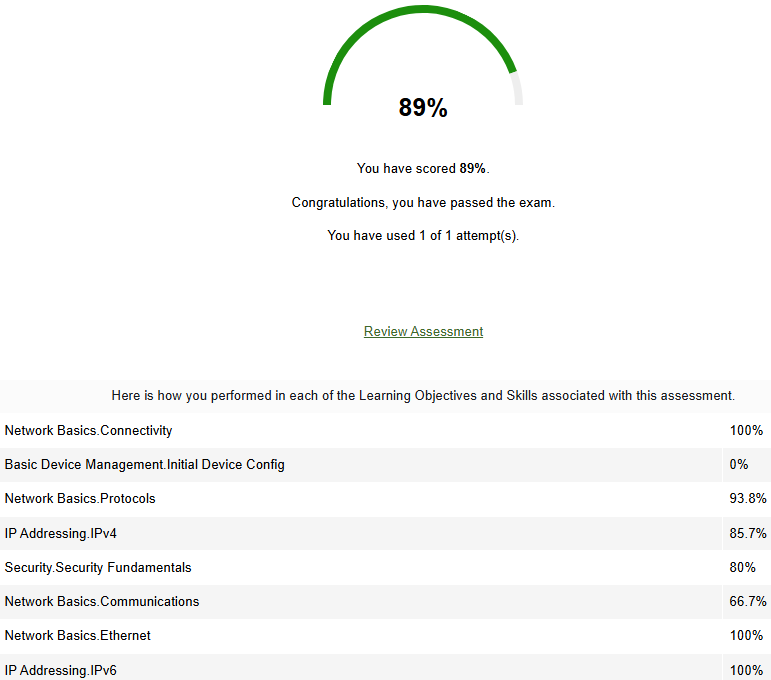 89%
You have scored 89%.
Congratulations, you have passed the exam.
You have used 1 of 1 attempt(s).
Review Assessment
Here is how you performed in each of the Learning Objectives and Skills associated with this assessment.
Network Basics.Connectivity 100%
Basic Device Management.Initial Device Config 0%
Network Basics.Protocols 93.8%
IP Addressing.IPv4 85.7%
Security.Security Fundamentals 80%
Network Basics.Communications 66.7%
Network Basics.Ethernet 100%
IP Addressing.IPv6 100%